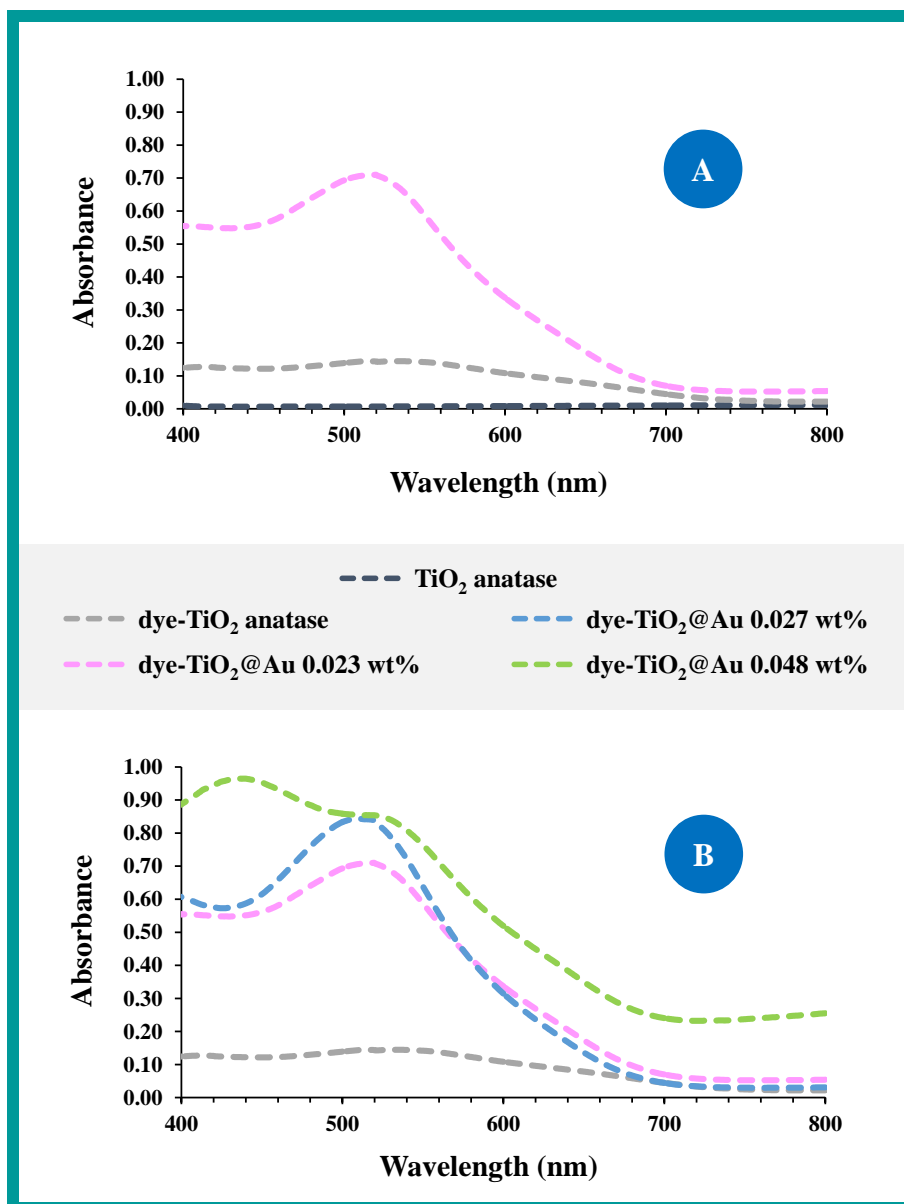 1.00
0.90
0.80
0.70
0.60
0.50
0.40
0.30
0.20
0.10
0.00
Absorbance
A
400 500 600 700 800
Wavelength (nm)
TiO₂ anatase
dye-TiO₂ anatase
dye-TiO₂@Au 0.027 wt%
dye-TiO₂@Au 0.023 wt%
dye-TiO₂@Au 0.048 wt%
1.00
0.90
0.80
0.70
0.60
0.50
0.40
0.30
0.20
0.10
0.00
Absorbance
B
400 500 600 700 800
Wavelength (nm)